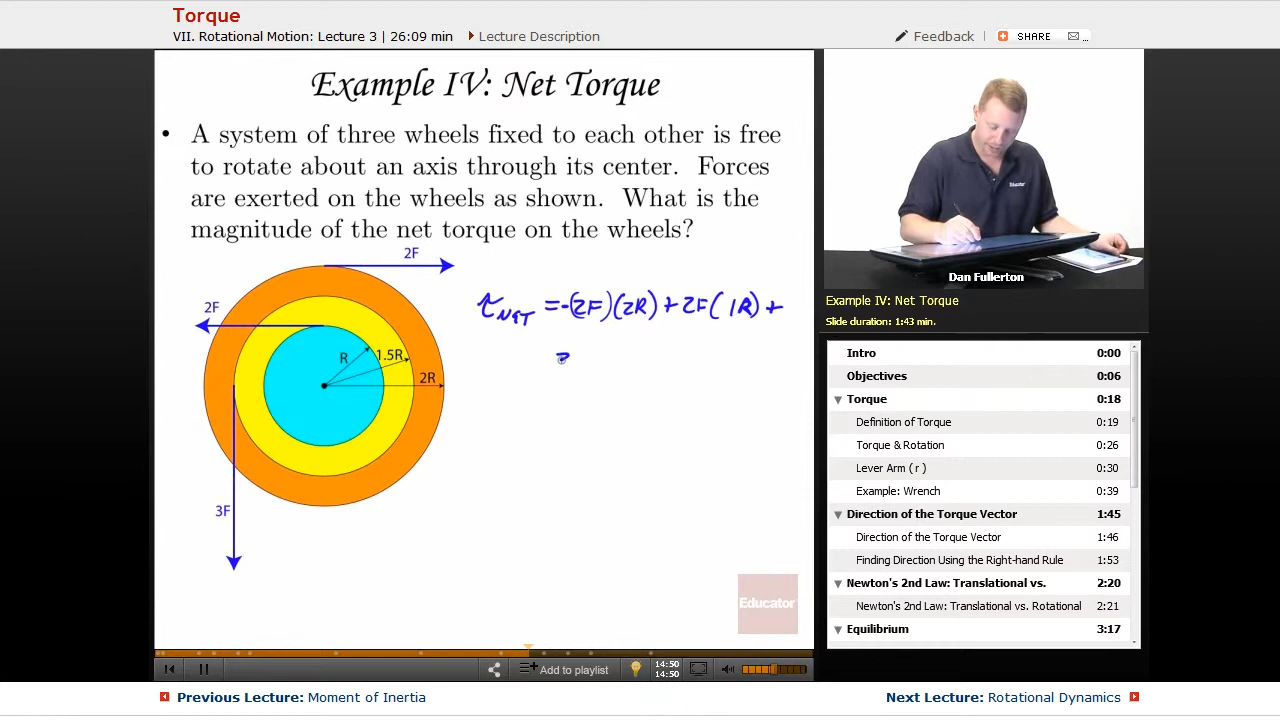 Torque
VII. Rotational Motion: Lecture 3 | 26:09 min
Lecture Description
Feedback
SHARE
Example IV: Net Torque
• A system of three wheels fixed to each other is free
to rotate about an axis through its center. Forces
are exerted on the wheels as shown. What is the
magnitude of the net torque on the wheels?
2F
2F
τNET = -(2F)(2R) + 2F(1R) +
R
1.5R
2R
3F
Educator
Educator
Dan Fullerton
Example IV: Net Torque
Slide duration: 1:43 min.
Intro 0:00
Objectives 0:06
Torque 0:18
Definition of Torque 0:19
Torque & Rotation 0:26
Lever Arm ( r ) 0:30
Example: Wrench 0:39
Direction of the Torque Vector 1:45
Direction of the Torque Vector 1:46
Finding Direction Using the Right-hand Rule 1:53
Newton's 2nd Law: Translational vs. 2:20
Newton's 2nd Law: Translational vs. Rotational 2:21
Equilibrium 3:17
Add to playlist
14:50
14:50
Previous Lecture: Moment of Inertia
Next Lecture: Rotational Dynamics